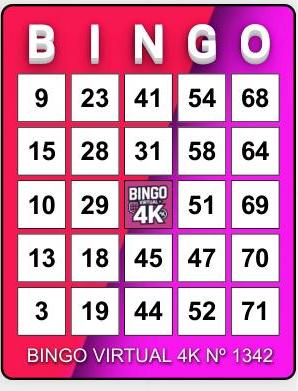 B I N G O
9 23 41 54 68
15 28 31 58 64
10 29 BINGO VIRTUAL 4K 51 69
13 18 45 47 70
3 19 44 52 71
BINGO VIRTUAL 4K Nº 1342